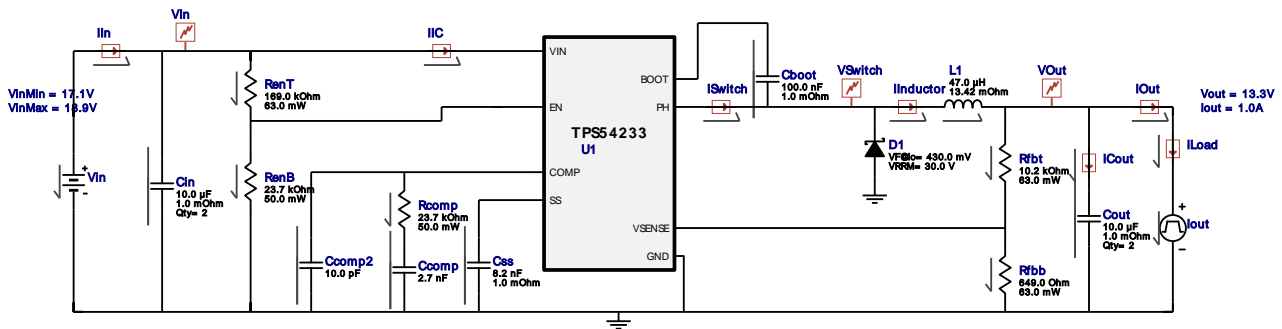 VIn
IIn
IIC
VinMin = 17.1V
VinMax = 18.9V
RenT
169.0 kOhm
63.0 mW
VIN
EN
COMP
SS
BOOT
PH
VSENSE
GND
TPS54233
U1
Cboot
100.0 nF
1.0 mOhm
ISwitch
VSwitch
IInductor
L1
47.0 µH
13.42 mOhm
VOut
IOut
Vout = 13.3V
Iout = 1.0A
+
Vin
-
Cin
10.0 µF
1.0 mOhm
Qty= 2
RenB
23.7 kOhm
50.0 mW
Rcomp
23.7 kOhm
50.0 mW
Ccomp2
10.0 pF
Ccomp
2.7 nF
Css
8.2 nF
1.0 mOhm
D1
= 430.0 mV
VRRM= 30.0 V
Rfbt
10.2 kOhm
63.0 mW
ICout
ILoad
Cout
10.0 µF
1.0 mOhm
Qty= 2
+
Iout
-
Rfbb
649.0 Ohm
63.0 mW